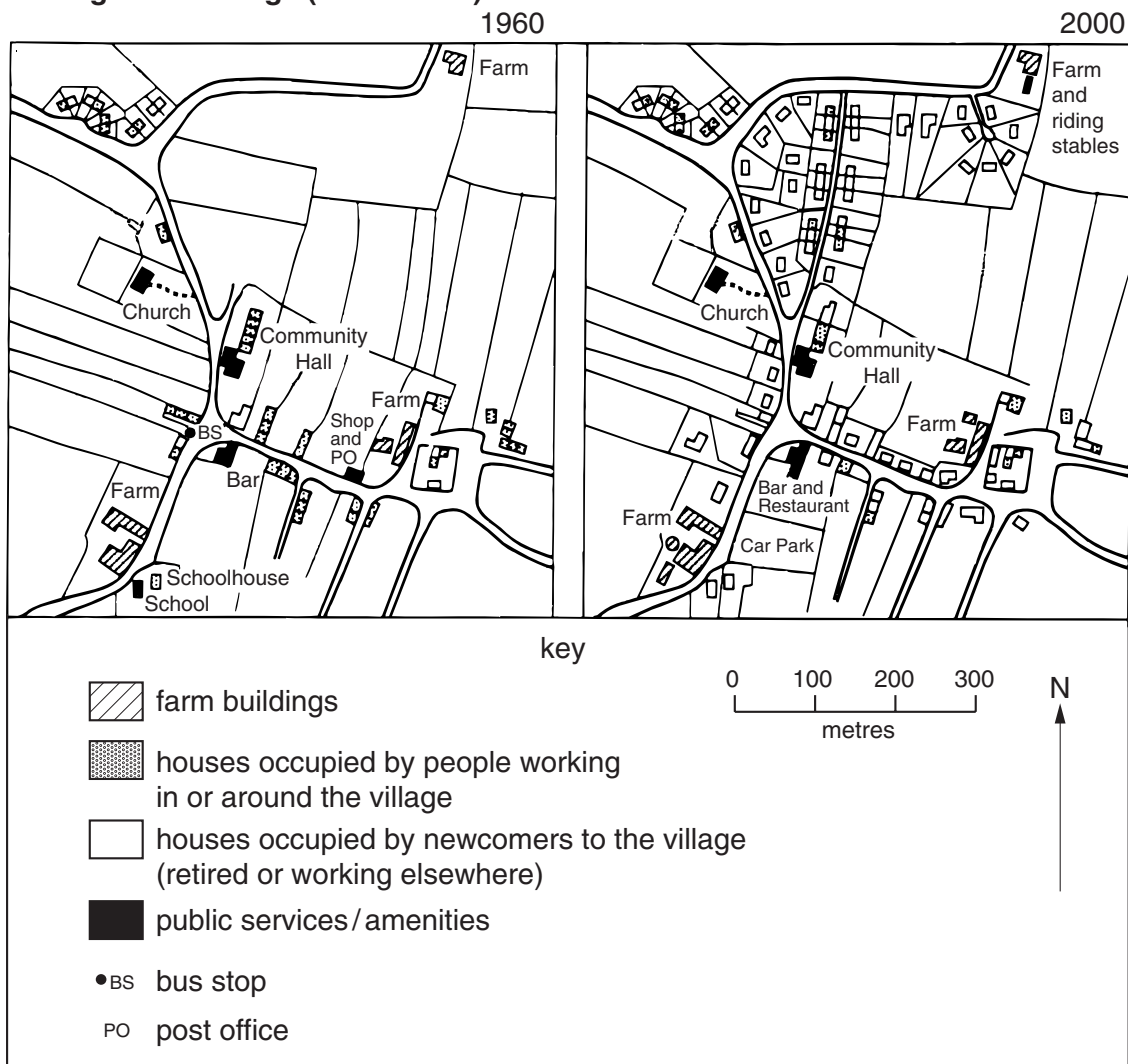 1960
2000
Farm
Church
Community
Hall
BS
Bar
Shop
and
PO
Farm
Farm
Schoolhouse
School
Farm
and
riding
stables
Church
Community
Hall
Farm
Bar and
Restaurant
Farm
Car Park
key
farm buildings
houses occupied by people working
in or around the village
houses occupied by newcomers to the village
(retired or working elsewhere)
public services/amenities
BS bus stop
PO post office
0 100 200 300
metres
N